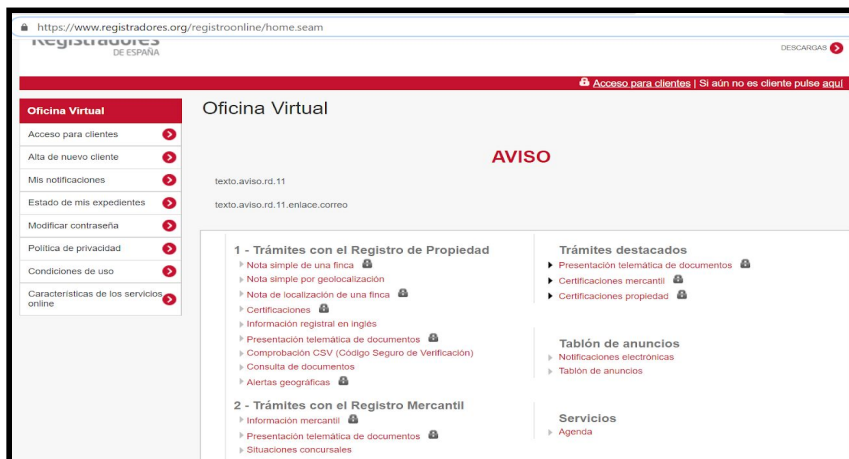 https://www.registradores.org/registroonline/home.seam
Registradores
DE ESPAÑA
DESCARGAS
Acceso para clientes | Si aún no es cliente pulse aquí
Oficina Virtual
Acceso para clientes
Alta de nuevo cliente
Mis notificaciones
Estado de mis expedientes
Modificar contraseña
Política de privacidad
Condiciones de uso
Características de los servicios
online
Oficina Virtual
AVISO
texto.aviso.rd.11
texto.aviso.rd.11.enlace.correo
1 - Trámites con el Registro de Propiedad
Nota simple de una finca
Nota simple por geolocalización
Nota de localización de una finca
Certificaciones
Información registral en inglés
Presentación telemática de documentos
Comprobación CSV (Código Seguro de Verificación)
Consulta de documentos
Alertas geográficas
2 - Trámites con el Registro Mercantil
Información mercantil
Presentación telemática de documentos
Situaciones concursales
Trámites destacados
Presentación telemática de documentos
Certificaciones mercantil
Certificaciones propiedad
Tablón de anuncios
Notificaciones electrónicas
Tablón de anuncios
Servicios
Agenda